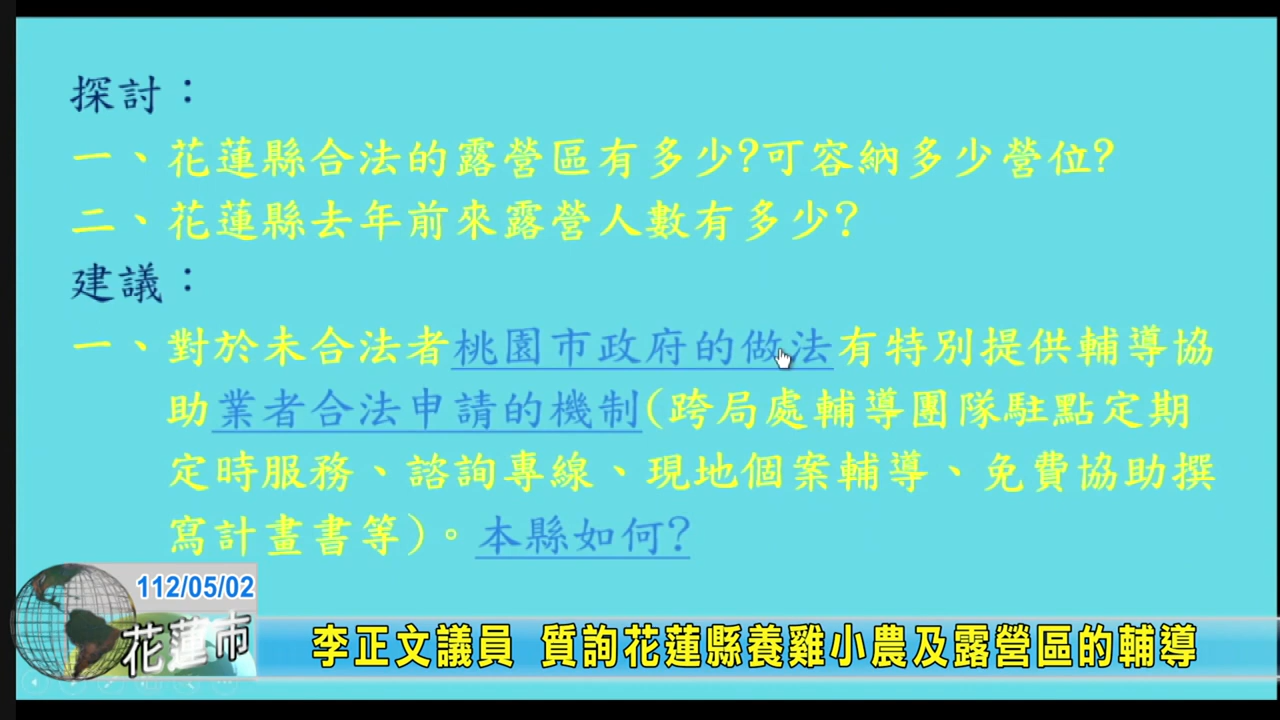 探討：
一、花蓮縣合法的露營區有多少?可容納多少營位?
二、花蓮縣去年前來露營人數有多少?
建議：
一、對於未合法者桃園市政府的做法有特別提供輔導協
助業者合法申請的機制(跨局處輔導團隊駐點定期
定時服務、諮詢專線、現地個案輔導、免費協助撰
寫計畫書等)。本縣如何?
112/05/02
花蓮市
李正文議員 質詢花蓮縣養雞小農及露營區的輔導